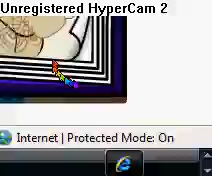 Unregistered HyperCam 2
Internet | Protected Mode: On